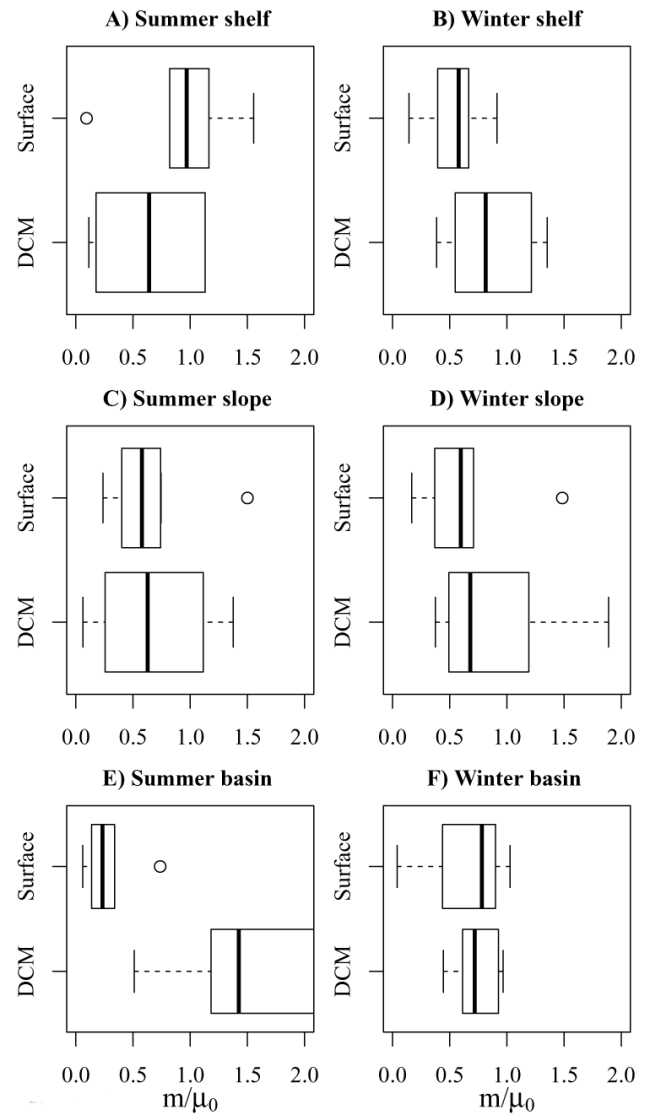 A) Summer shelf
Surface
DCM
0.0 0.5 1.0 1.5 2.0
B) Winter shelf
Surface
DCM
0.0 0.5 1.0 1.5 2.0
C) Summer slope
Surface
DCM
0.0 0.5 1.0 1.5 2.0
D) Winter slope
Surface
DCM
0.0 0.5 1.0 1.5 2.0
E) Summer basin
Surface
DCM
0.0 0.5 1.0 1.5 2.0
m/μ₀
F) Winter basin
Surface
DCM
0.0 0.5 1.0 1.5 2.0
m/μ₀